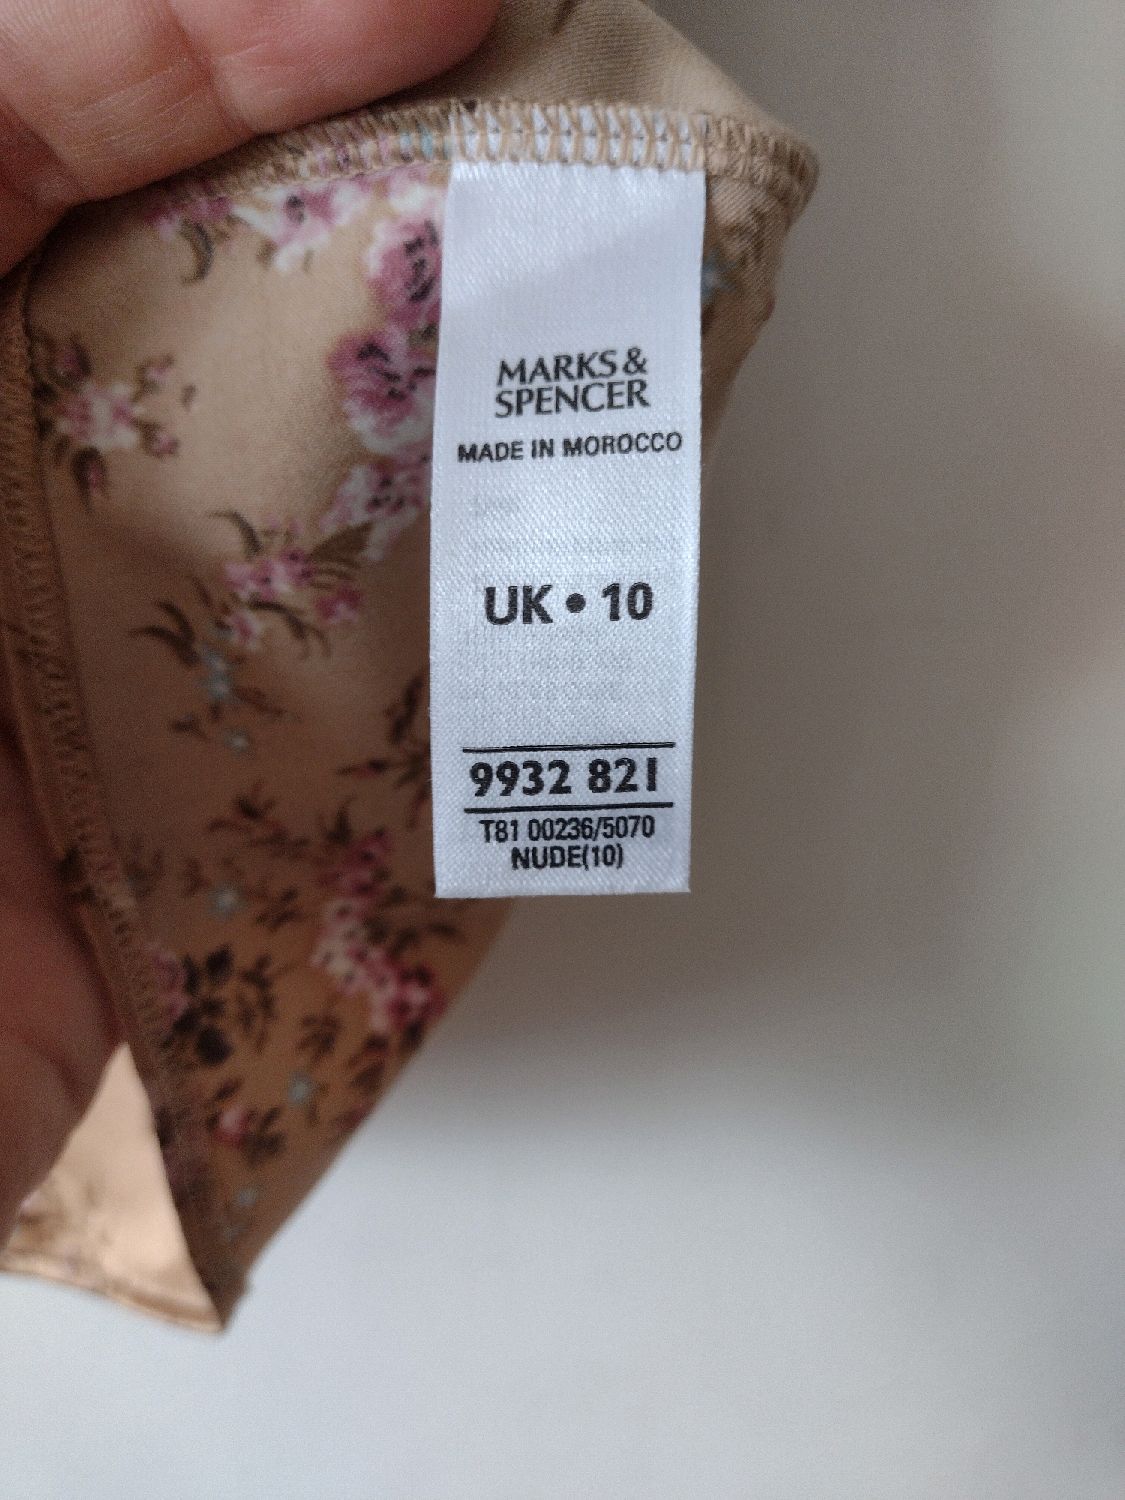 MARKS &
SPENCER
MADE IN MOROCCO
UK • 10
9932 821
T81 00236/5070
NUDE(10)